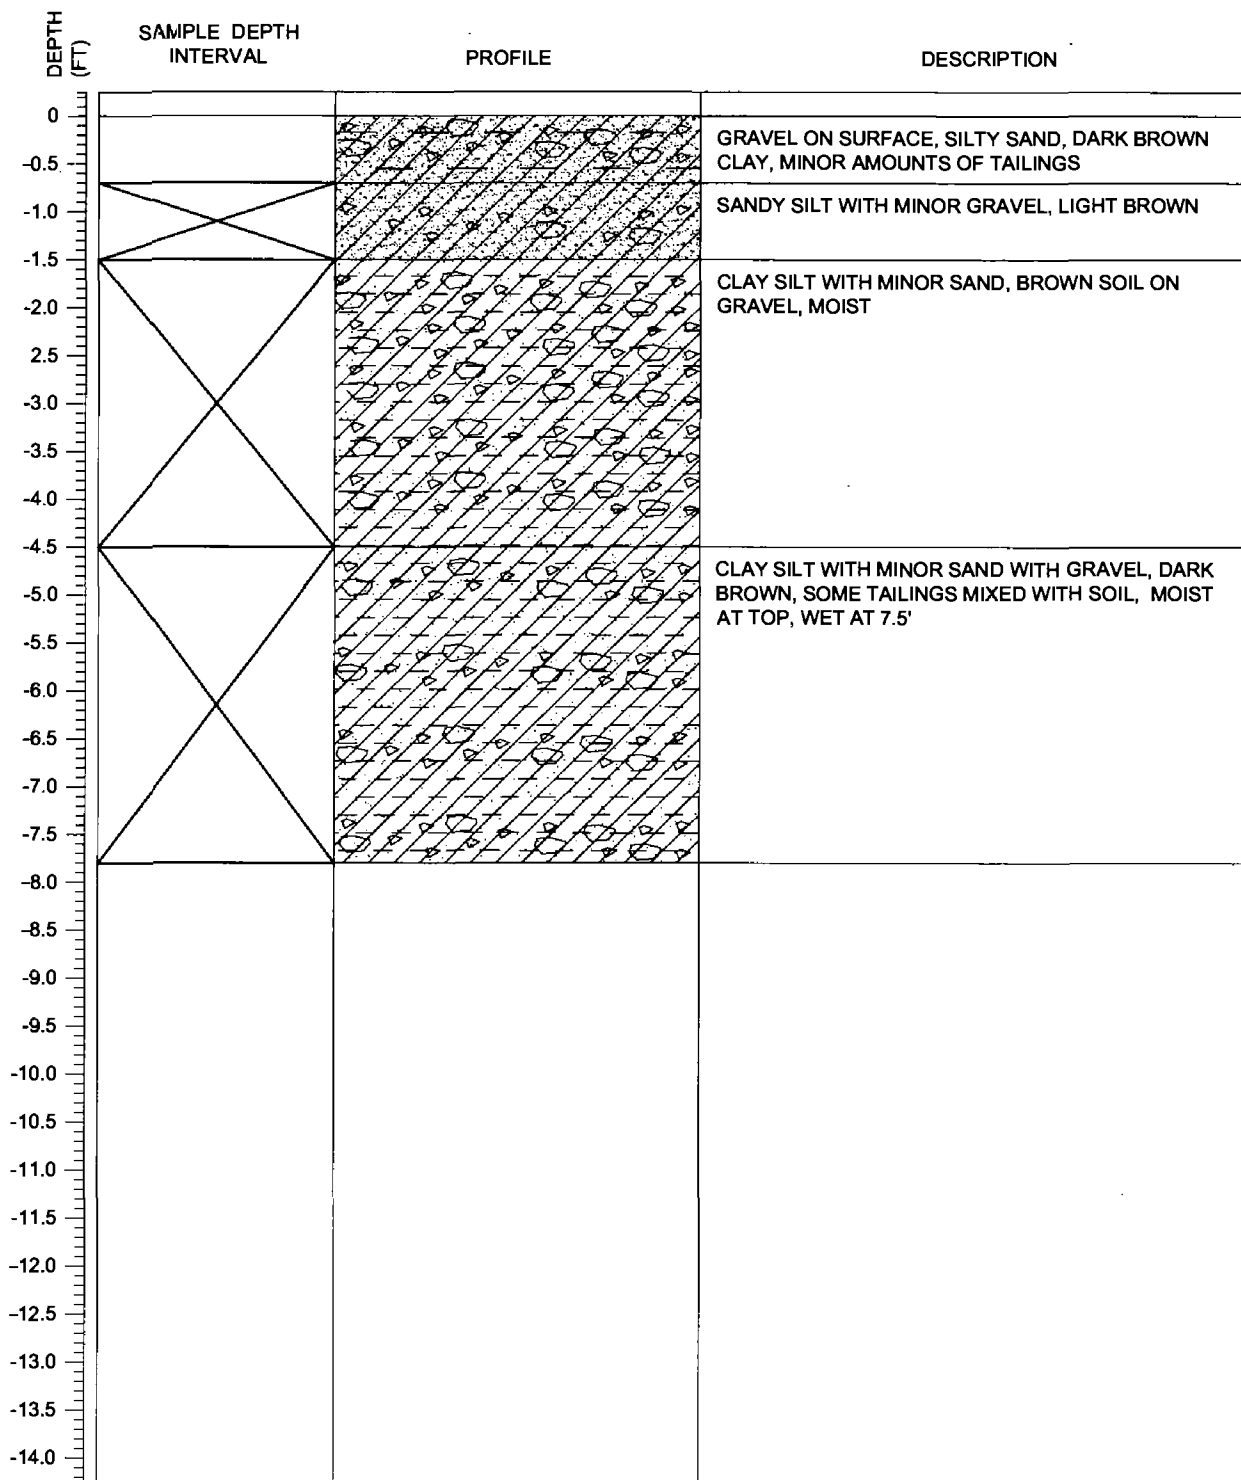 DEPTH
(FT)
SAMPLE DEPTH
INTERVAL
PROFILE
DESCRIPTION
0
-0.5
-1.0
-1.5
-2.0
2.5
-3.0
-3.5
-4.0
-4.5
-5.0
-5.5
-6.0
-6.5
-7.0
-7.5
-8.0
-8.5
-9.0
-9.5
-10.0
-10.5
-11.0
-11.5
-12.0
-12.5
-13.0
-13.5
-14.0
GRAVEL ON SURFACE, SILTY SAND, DARK BROWN
CLAY, MINOR AMOUNTS OF TAILINGS
SANDY SILT WITH MINOR GRAVEL, LIGHT BROWN
CLAY SILT WITH MINOR SAND, BROWN SOIL ON
GRAVEL, MOIST
CLAY SILT WITH MINOR SAND WITH GRAVEL, DARK
BROWN, SOME TAILINGS MIXED WITH SOIL, MOIST
AT TOP, WET AT 7.5'